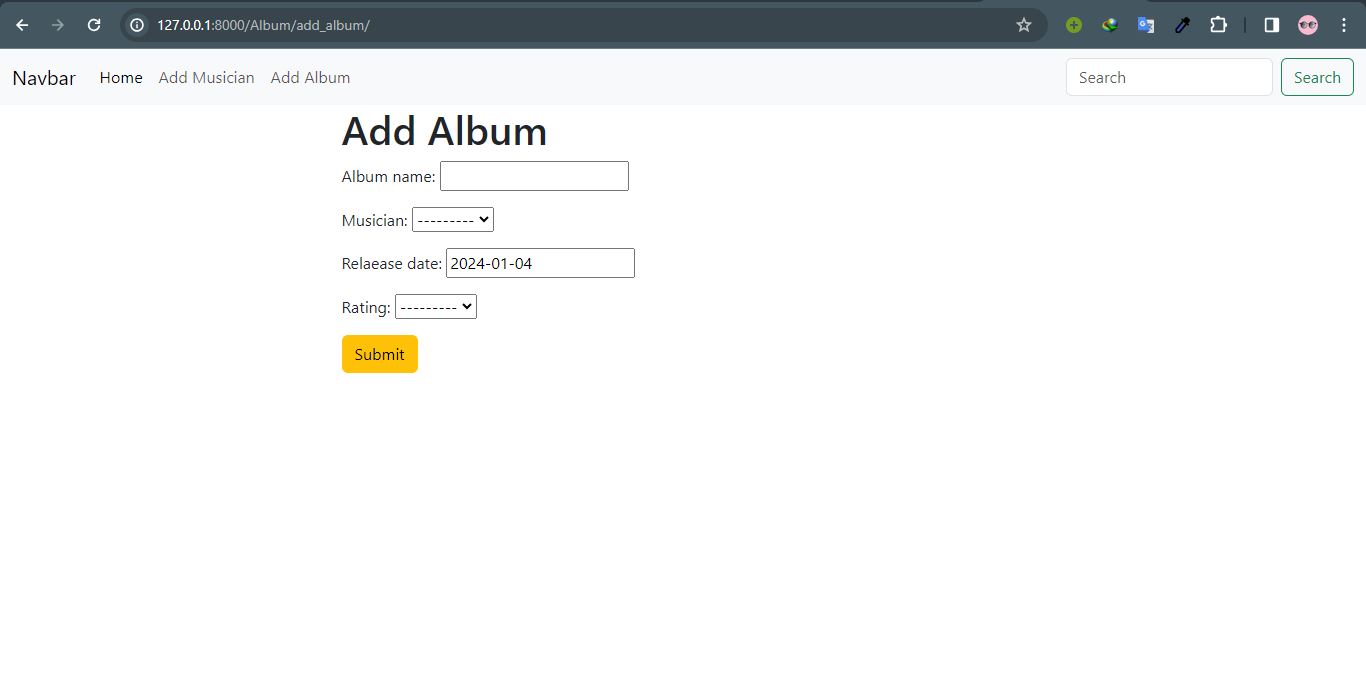 127.0.0.1:8000/Album/add_album/
Navbar Home Add Musician Add Album Search Search
Add Album
Album name:
Musician: ---------
Relaease date: 2024-01-04
Rating: ---------
Submit